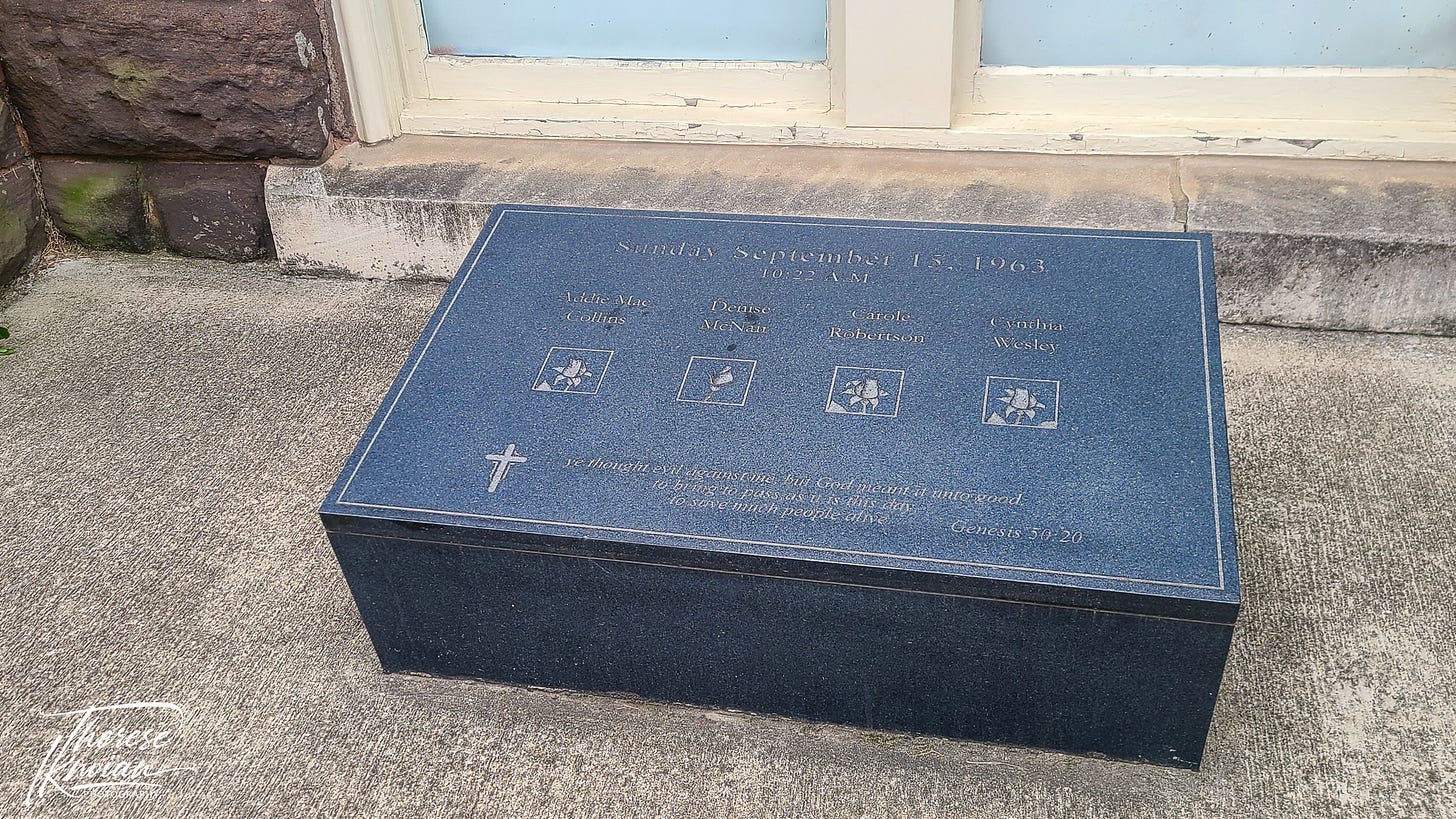 Sunday September 15, 1963
10:22 A.M
Addie Mae
Collins
Denise
McNair
Carole
Robertson
Cynthia
Wesley
ye thought evil against me but God meant it unto good
to bring to pass as it is this day
to save much people alive
Genesis 50:20
Therese
Knoian